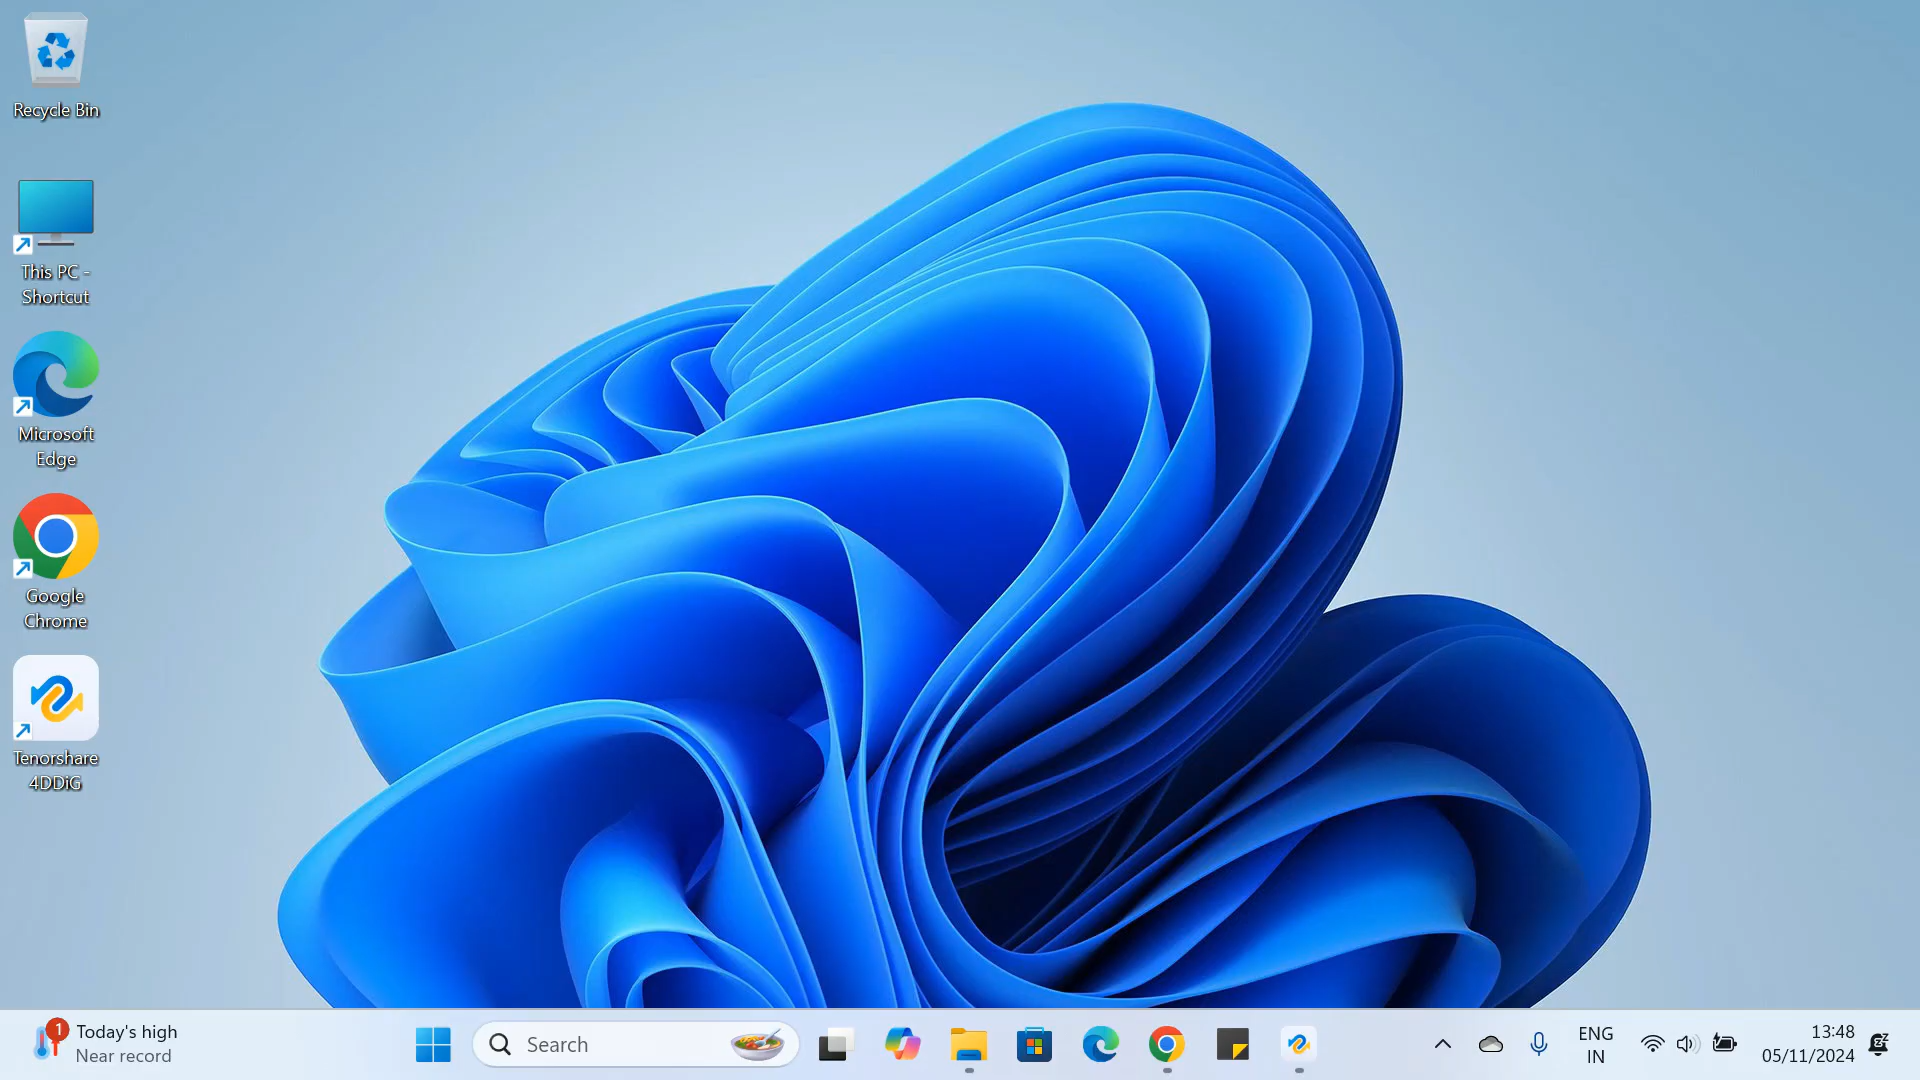 Recycle Bin
This PC -
Shortcut
Microsoft
Edge
Google
Chrome
Tenorshare
4DDiG
1
Today's high
Near record
Search
ENG
IN
13:48
05/11/2024